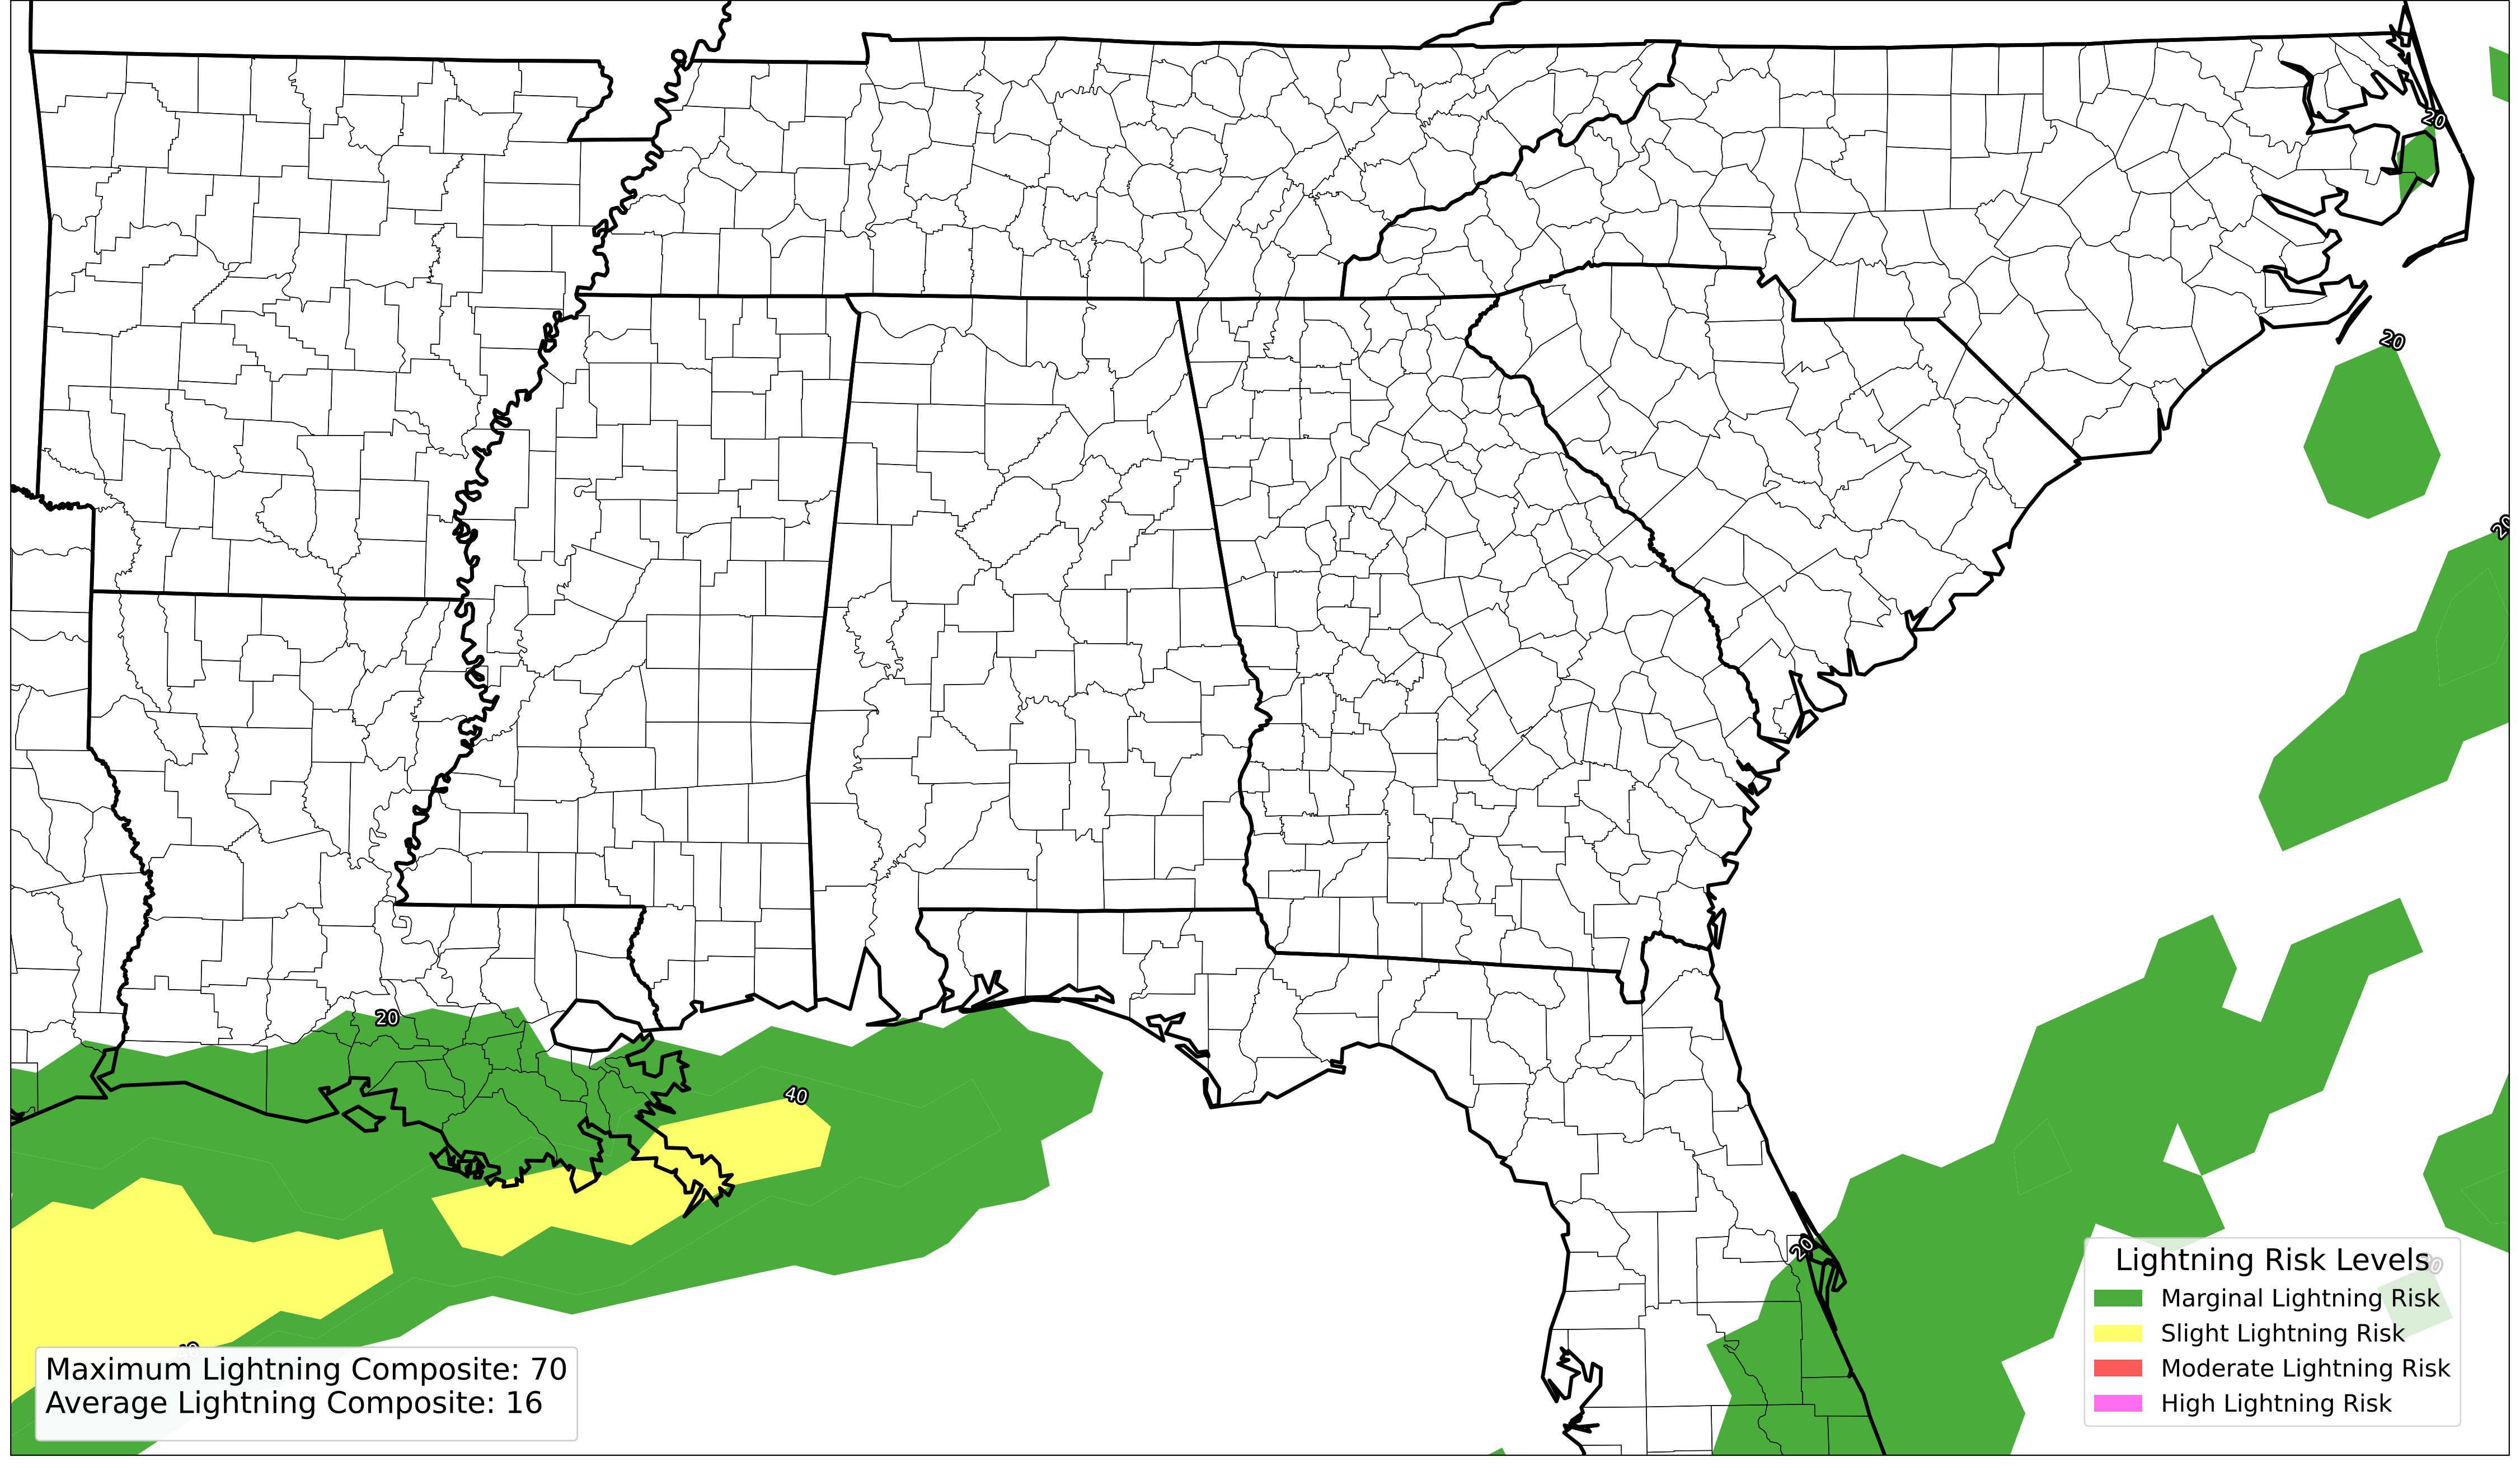 20
20
20
20
40
20
Lightning Risk Levels
Marginal Lightning Risk
Slight Lightning Risk
Moderate Lightning Risk
High Lightning Risk
Maximum Lightning Composite: 70
Average Lightning Composite: 16